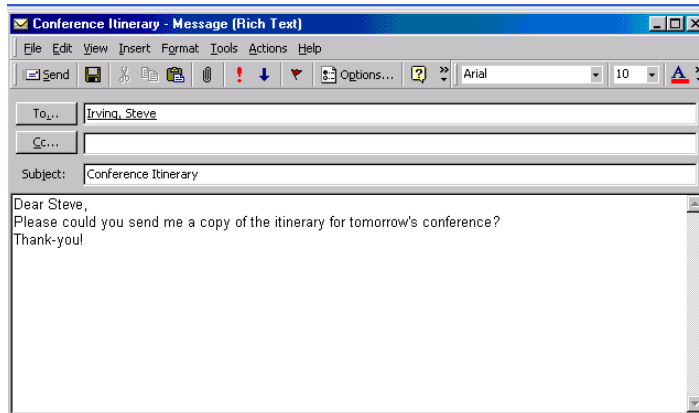 Conference Itinerary - Message (Rich Text)
File Edit View Insert Format Tools Actions Help
Send Options... Arial 10 A
To... Irving, Steve
Cc...
Subject: Conference Itinerary
Dear Steve,
Please could you send me a copy of the itinerary for tomorrow's conference?
Thank-you!